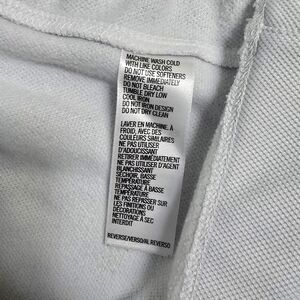 MACHINE WASH COLD
WITH LIKE COLORS
DO NOT USE SOFTENERS
REMOVE IMMEDIATELY
DO NOT BLEACH
TUMBLE DRY LOW
COOL IRON
DO NOT IRON DESIGN
DO NOT DRY CLEAN
LAVER EN MACHINE, À
FROID, AVEC DES
COULEURS SIMILAIRES
NE PAS UTILISER
D'ADOUCISSANT
RETIRER IMMÉDIATEMENT
NE PAS UTILISER D'AGENT
BLANCHISSANT
SÉCHOIR, BASSE
TEMPÉRATURE
REPASSAGE À BASSE
TEMPÉRATURE
NE PAS REPASSER SUR
LES FINITIONS OU
DÉCORATIONS
NETTOYAGE À SEC
INTERDIT
REVERSE/VERSO/AL REVERSO